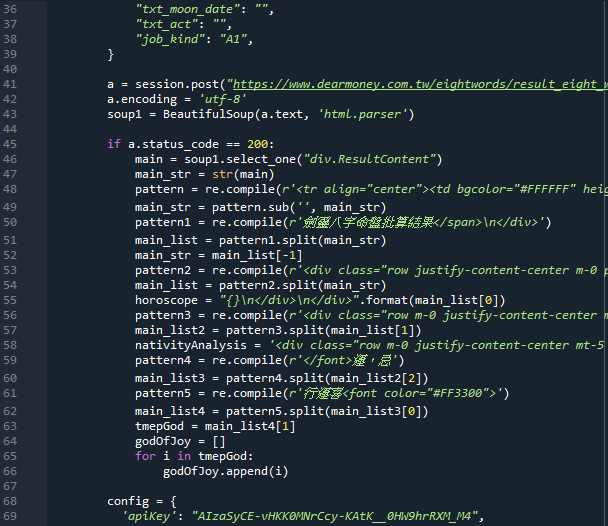 36 "txt_moon_date": "",
37 "txt_act": "",
38 "job_kind": "A1",
39 }
40
41 a = session.post("https://www.dearmoney.com.tw/eightwords/result_eight_w
42 a.encoding = 'utf-8'
43 soup1 = BeautifulSoup(a.text, 'html.parser')
44
45 if a.status_code == 200:
46 main = soup1.select_one("div.ResultContent")
47 main_str = str(main)
48 pattern = re.compile(r'<tr align="center"><td bgcolor="#FFFFFF" heig
49 main_str = pattern.sub('', main_str)
50 pattern1 = re.compile(r'劍靈八字命盤批算結果</span>\n</div>')
51 main_list = pattern1.split(main_str)
52 main_str = main_list[-1]
53 pattern2 = re.compile(r'<div class="row justify-content-center m-0 p
54 main_list = pattern2.split(main_str)
55 horoscope = "{}\n</div>\n</div>".format(main_list[0])
56 pattern3 = re.compile(r'<div class="row m-0 justify-content-center m
57 main_list2 = pattern3.split(main_list[1])
58 nativityAnalysis = '<div class="row m-0 justify-content-center mt-5
59 pattern4 = re.compile(r'</font>運，忌')
60 main_list3 = pattern4.split(main_list2[2])
61 pattern5 = re.compile(r'行運喜<font color="#FF3300">')
62 main_list4 = pattern5.split(main_list3[0])
63 tmepGod = main_list4[1]
64 godOfJoy = []
65 for i in tmepGod:
66 godOfJoy.append(i)
67
68 config = {
69 'apiKey': "AIzaSyCE-vHKK0MNrCcy-KAtK__0HW9hrRXM_M4",